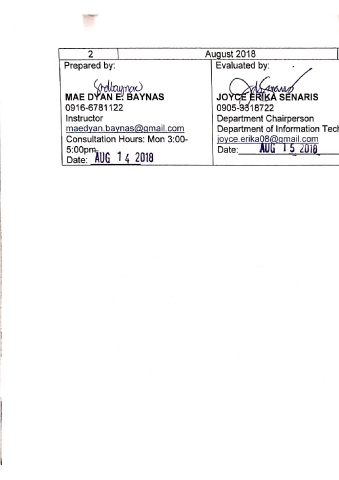 2 August 2018
Prepared by: Evaluated by:
MAE DYAN E. BAYNAS JOYCE ERIKA SENARIS
0916-6781122 0905-3318722
Instructor Department Chairperson
maedyan.baynas@gmail.com Department of Information Tech
Consultation Hours: Mon 3:00- joyce.erika08@gmail.com
5:00pm Date: AUG 15 2018
Date: AUG 14 2018